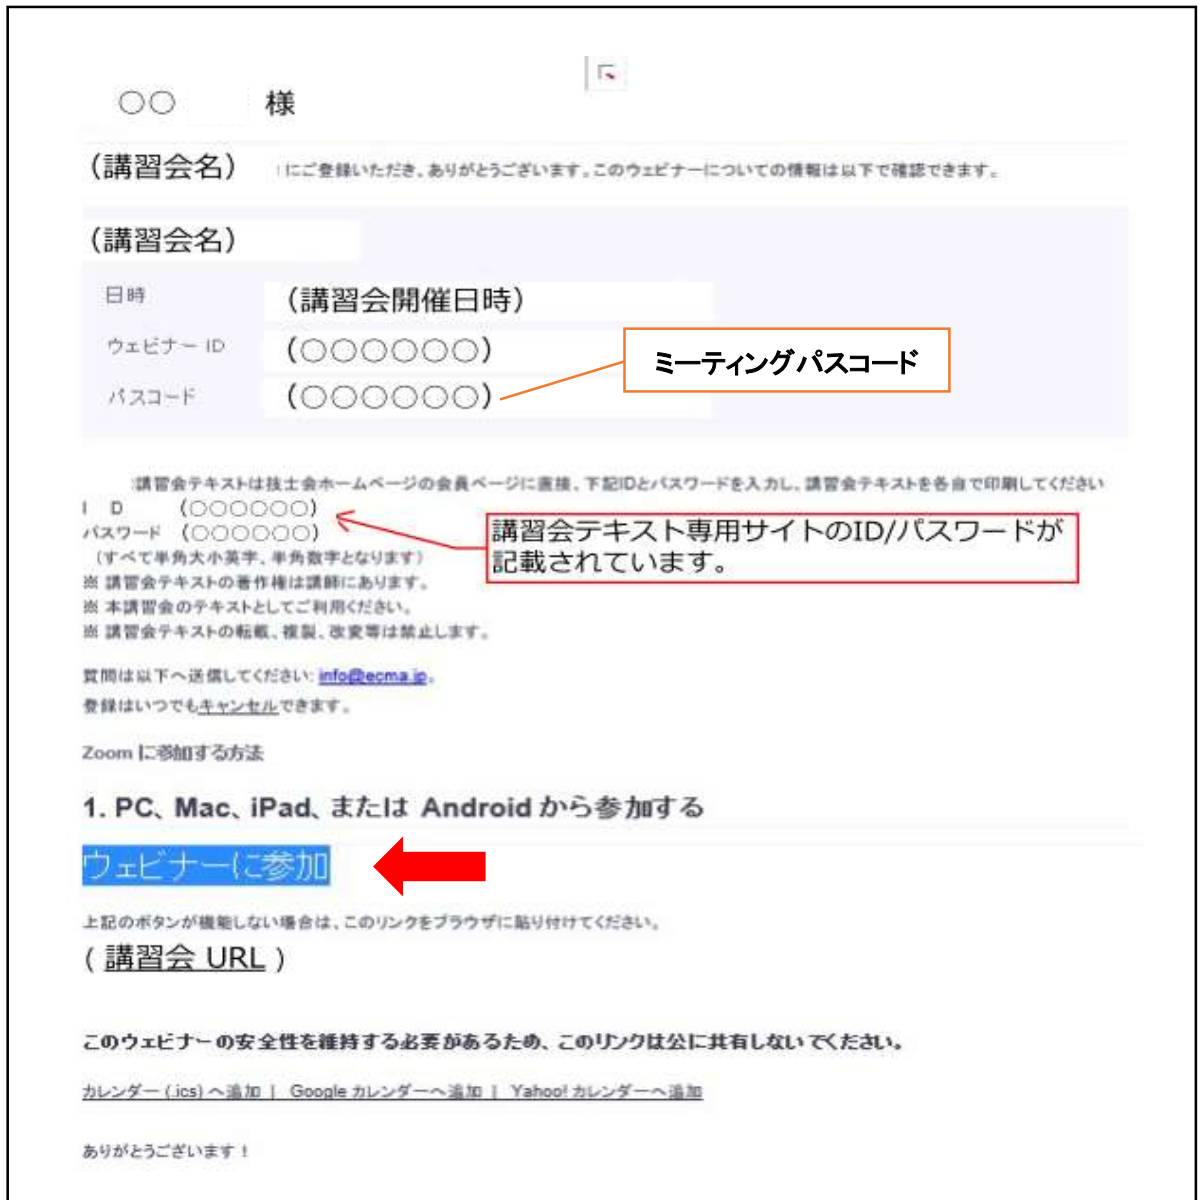 ○○ 様
（講習会名） にご登録いただき、ありがとうございます。このウェビナーについての情報は以下で確認できます。
（講習会名）
日時 （講習会開催日時）
ウェビナー ID （○○○○○○）
ミーティングパスコード
パスコード （○○○○○○）
講習会テキストは技士会ホームページの会員ページに直接、下記IDとパスワードを入力し、講習会テキストを各自で印刷してください
I D （○○○○○○）
パスワード （○○○○○○）
講習会テキスト専用サイトのID/パスワードが
記載されています。
（すべて半角大小英字、半角数字となります）
※ 講習会テキストの著作権は講師にあります。
※ 本講習会のテキストとしてご利用ください。
※ 講習会テキストの転載、複製、改変等は禁止します。
質問は以下へ送信してください: info@ecma.jp。
登録はいつでもキャンセルできます。
Zoom に参加する方法
1. PC、Mac、iPad、または Android から参加する
ウェビナーに参加
上記のボタンが機能しない場合は、このリンクをブラウザに貼り付けてください。
( 講習会 URL )
このウェビナーの安全性を維持する必要があるため、このリンクは公に共有しないでください。
カレンダー (.ics) へ追加 | Google カレンダーへ追加 | Yahoo! カレンダーへ追加
ありがとうございます！